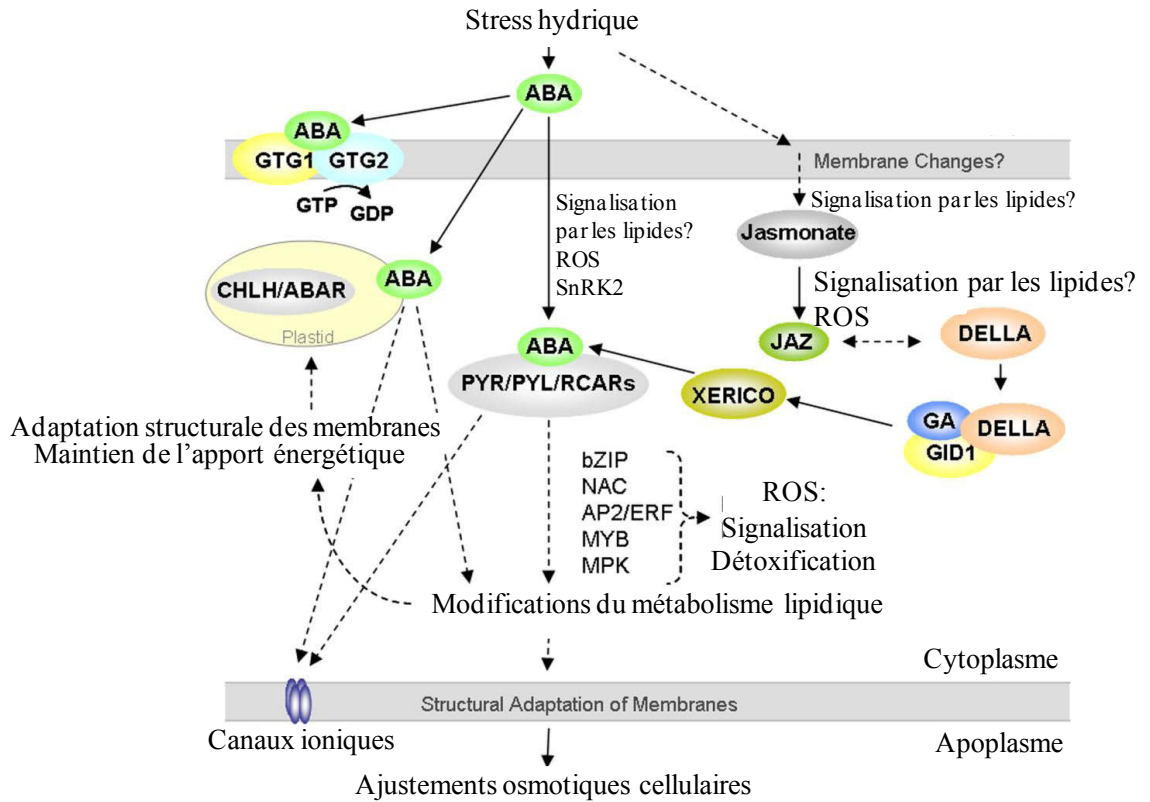 Stress hydrique
ABA
ABA
GTG1
GTG2
GTP
GDP
Membrane Changes?
Signalisation
par les lipides?
ROS
SnRK2
Signalisation par les lipides?
Jasmonate
Signalisation par les lipides?
ROS
CHLH/ABAR
ABA
Plastid
JAZ
DELLA
ABA
PYR/PYL/RCARs
XERICO
GA
DELLA
GID1
Adaptation structurale des membranes
Maintien de l'apport énergétique
bZIP
NAC
AP2/ERF
MYB
MPK
ROS:
Signalisation
Détoxification
Modifications du métabolisme lipidique
Cytoplasme
Structural Adaptation of Membranes
Canaux ioniques
Apoplasme
Ajustements osmotiques cellulaires